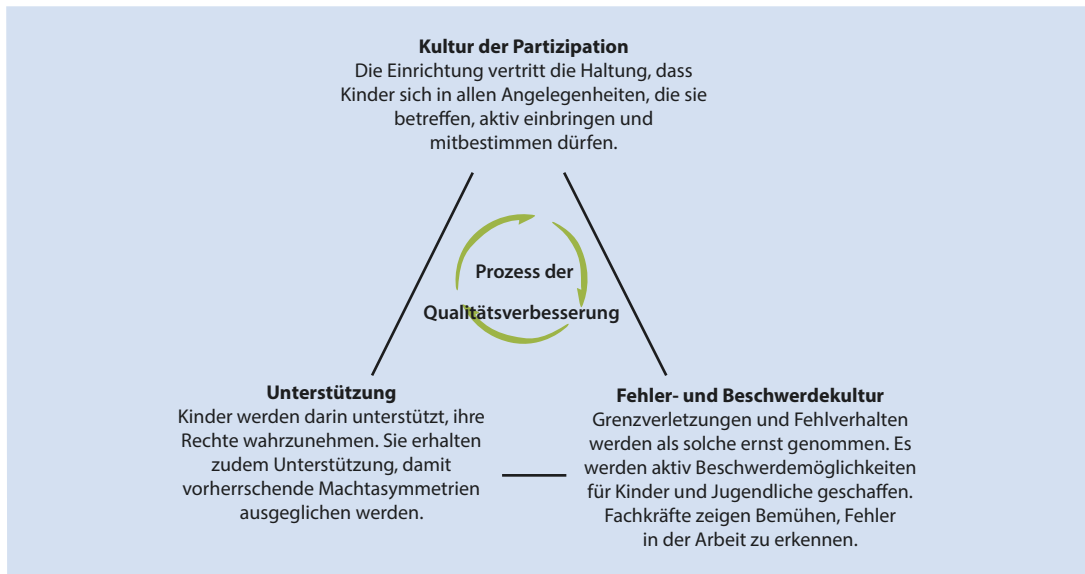 Kultur der Partizipation
Die Einrichtung vertritt die Haltung, dass
Kinder sich in allen Angelegenheiten, die sie
betreffen, aktiv einbringen und
mitbestimmen dürfen.
Prozess der
Qualitätsverbesserung
Unterstützung
Kinder werden darin unterstützt, ihre
Rechte wahrzunehmen. Sie erhalten
zudem Unterstützung, damit
vorherrschende Machtasymmetrien
ausgeglichen werden.
Fehler- und Beschwerdekultur
Grenzverletzungen und Fehlverhalten
werden als solche ernst genommen. Es
werden aktiv Beschwerdemöglichkeiten
für Kinder und Jugendliche geschaffen.
Fachkräfte zeigen Bemühen, Fehler
in der Arbeit zu erkennen.